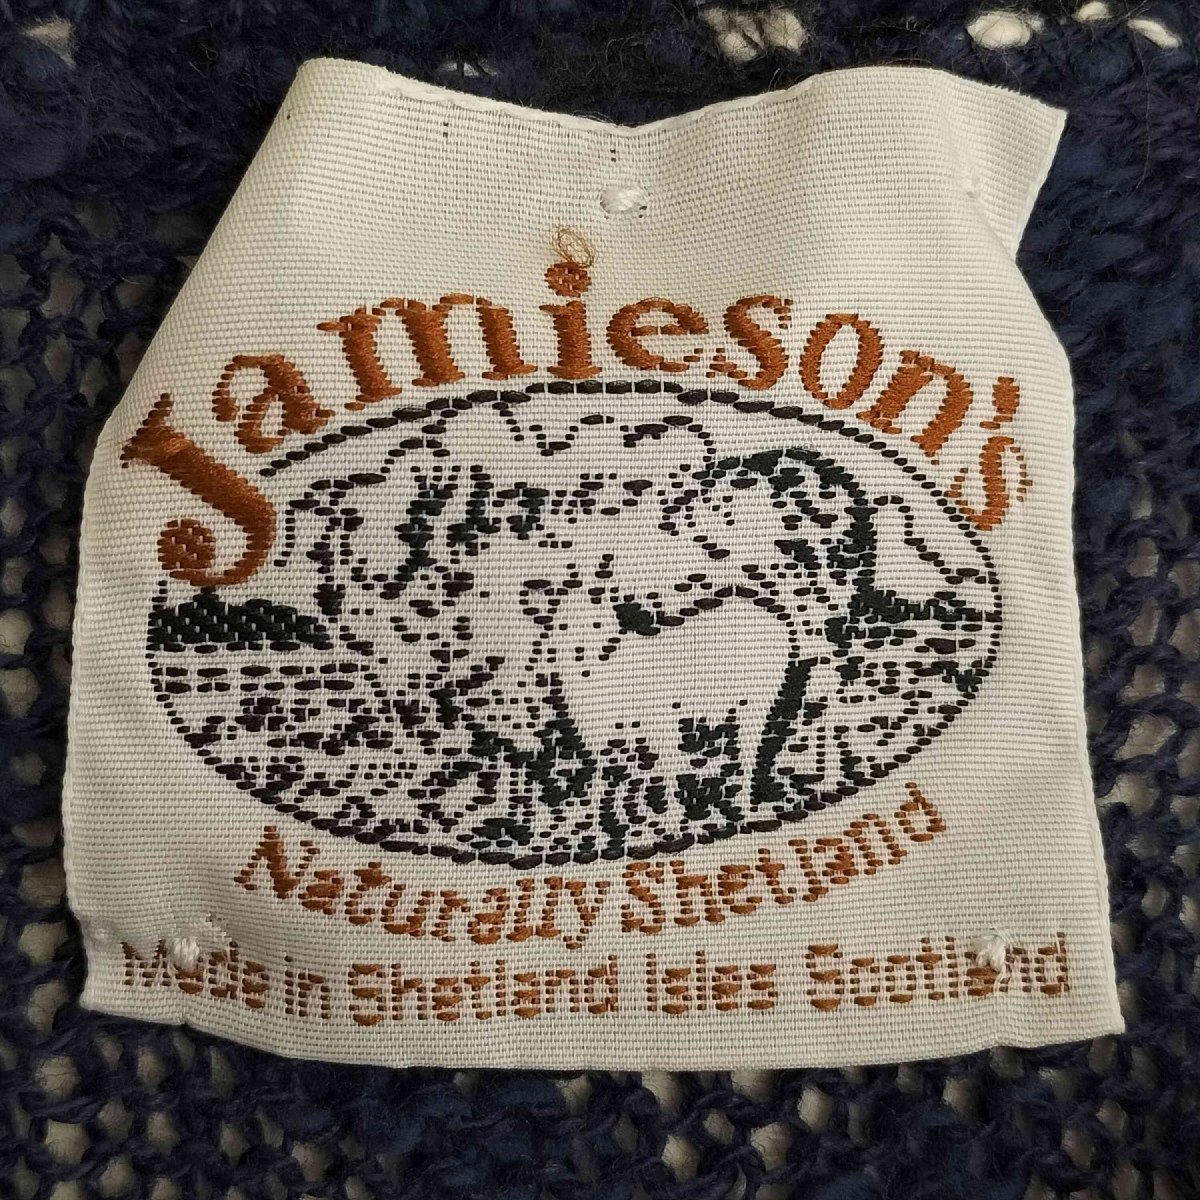 Jamieson's
Naturally Shetland
Made in Shetland Isles Scotland